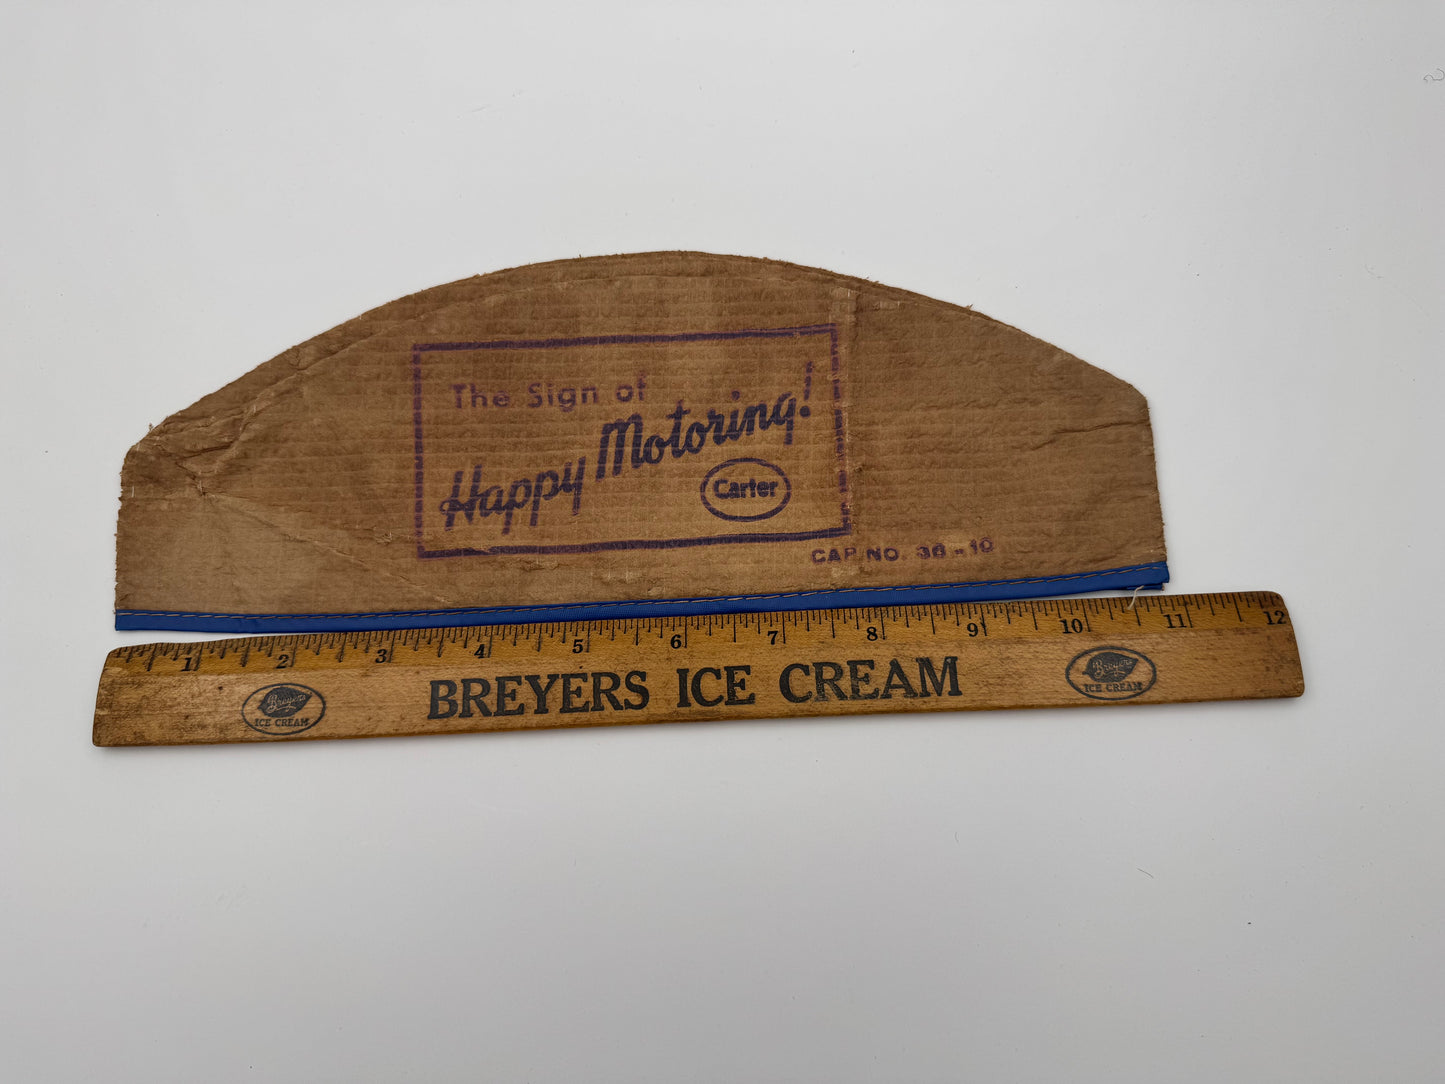 The Sign of
Happy Motoring!
Carter
CAP NO. 36-10
1 2 3 4 5 6 7 8 9 10 11 12
Breyers
ICE CREAM
BREYERS ICE CREAM
Breyers
ICE CREAM